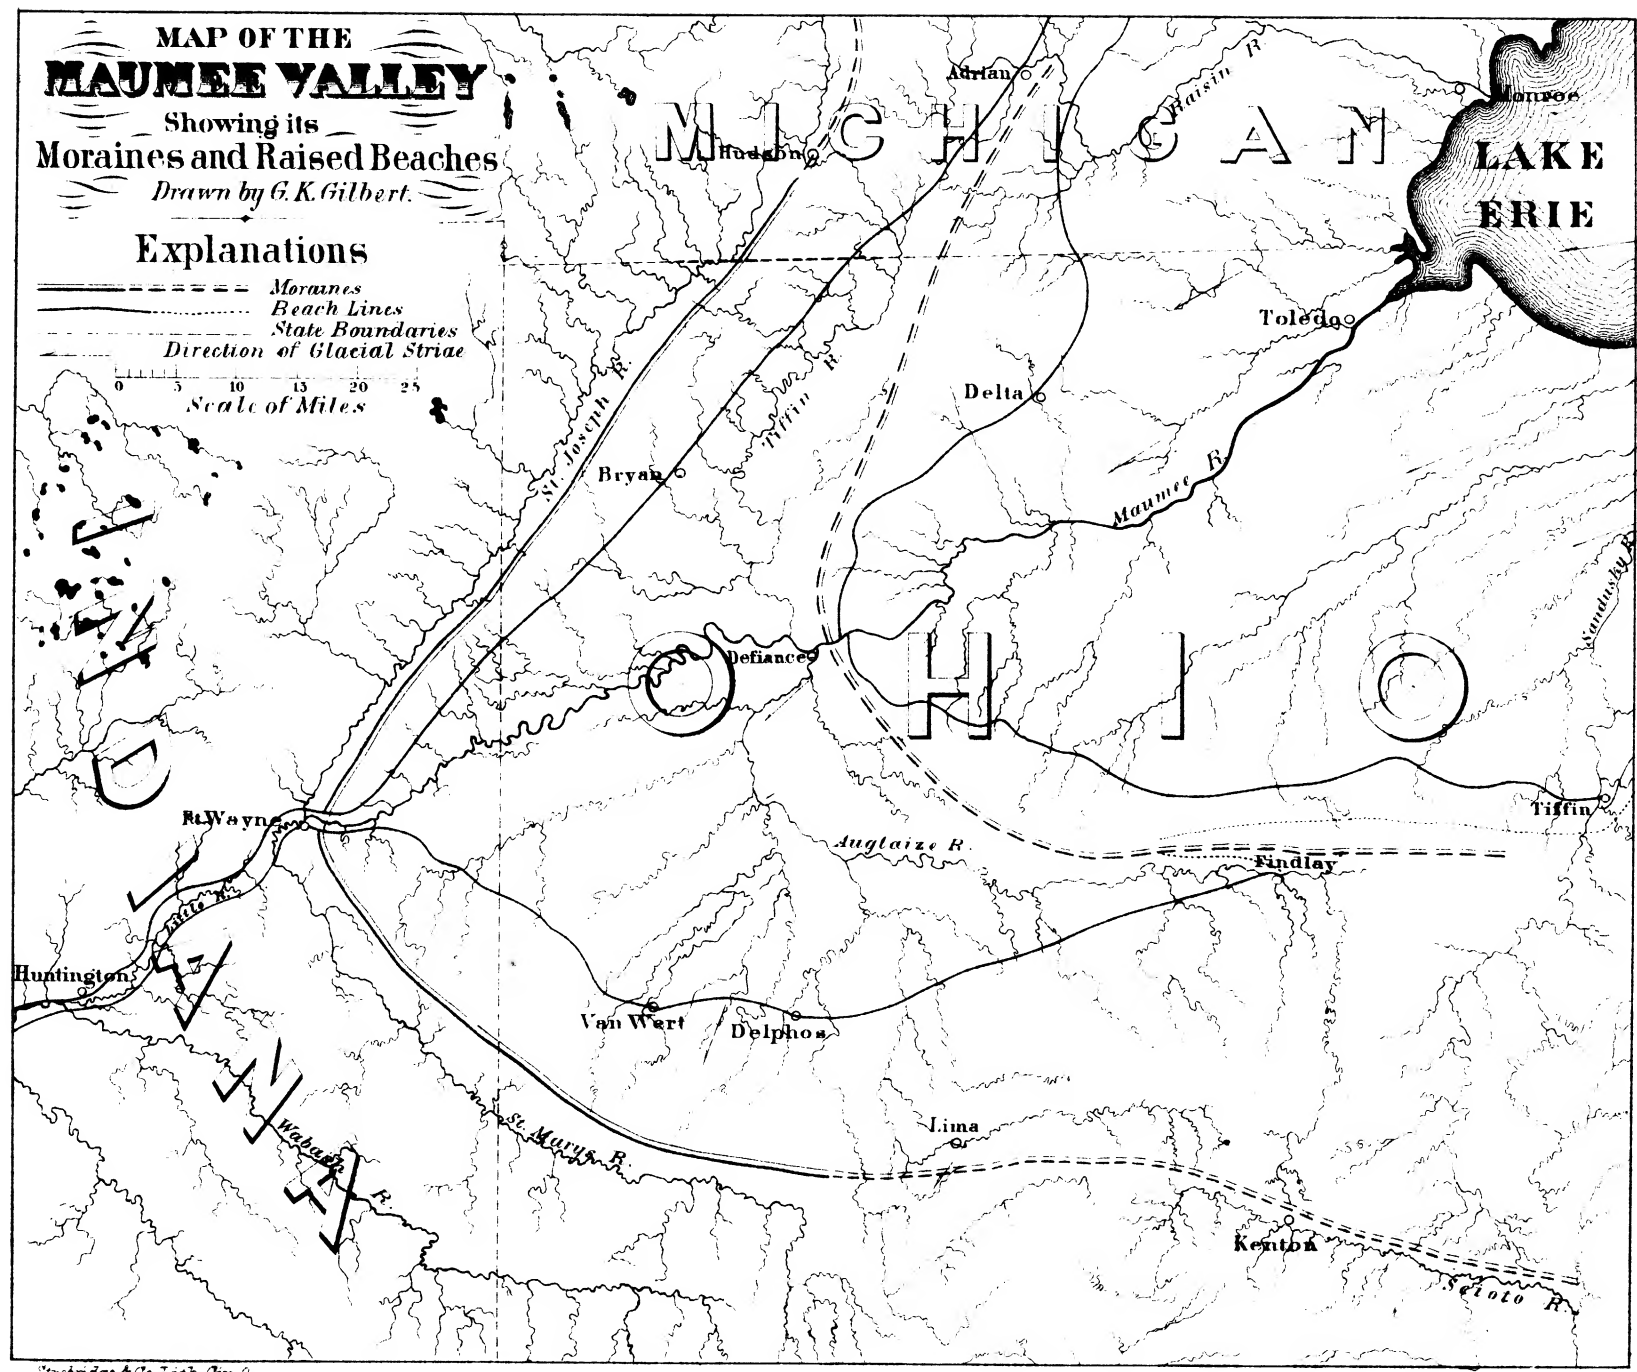 MAP OF THE
MAUMEE VALLEY
Showing its
Moraines and Raised Beaches
Drawn by G. K. Gilbert.
Explanations
Moraines
Beach Lines
State Boundaries
Direction of Glacial Striae
0 5 10 15 20 25
Scale of Miles
MICHICAN
Adrian
Raisin R.
Monroe
Hudson
LAKE
ERIE
Toledo
St. Joseph R.
Tiffin R.
Delta
Bryan
Maumee R.
Sandusky R.
OHIO
Defiance
INDIANA
Ft. Wayne
Auglaize R.
Tiffin
Findlay
Little R.
Huntington
Van Wert
Delphos
Lima
St. Marys R.
Wabash R.
Kenton
Scioto R.